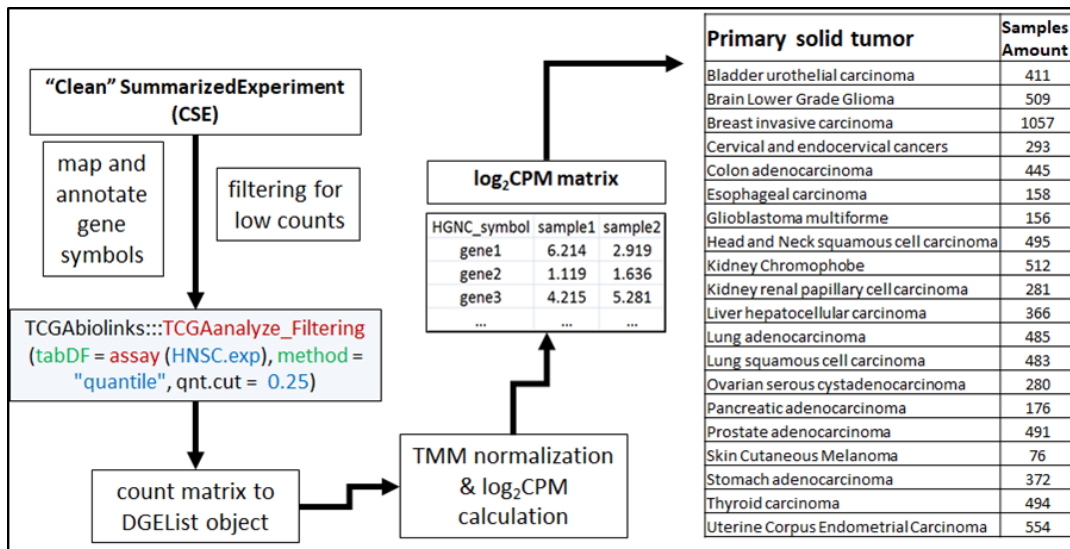 “Clean” SummarizedExperiment
(CSE)
map and
annotate
gene
symbols
filtering for
low counts
TCGAbiolinks:::TCGAanalyze_Filtering
(tabDF = assay (HNSC.exp), method =
"quantile", qnt.cut = 0.25)
count matrix to
DGEList object
TMM normalization
& log₂CPM
calculation
log₂CPM matrix
HGNC_symbol sample1 sample2
gene1 6.214 2.919
gene2 1.119 1.636
gene3 4.215 5.281
... ... ...
Primary solid tumor Samples
Amount
Bladder urothelial carcinoma 411
Brain Lower Grade Glioma 509
Breast invasive carcinoma 1057
Cervical and endocervical cancers 293
Colon adenocarcinoma 445
Esophageal carcinoma 158
Glioblastoma multiforme 156
Head and Neck squamous cell carcinoma 495
Kidney Chromophobe 512
Kidney renal papillary cell carcinoma 281
Liver hepatocellular carcinoma 366
Lung adenocarcinoma 485
Lung squamous cell carcinoma 483
Ovarian serous cystadenocarcinoma 280
Pancreatic adenocarcinoma 176
Prostate adenocarcinoma 491
Skin Cutaneous Melanoma 76
Stomach adenocarcinoma 372
Thyroid carcinoma 494
Uterine Corpus Endometrial Carcinoma 554